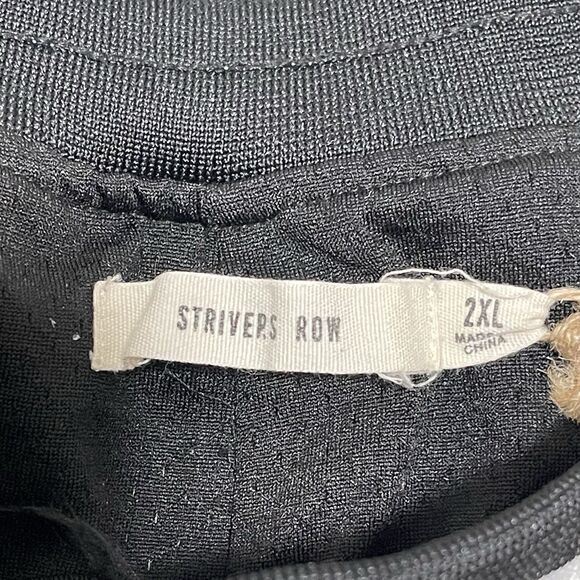 STRIVERS ROW
2XL
MADE IN
CHINA